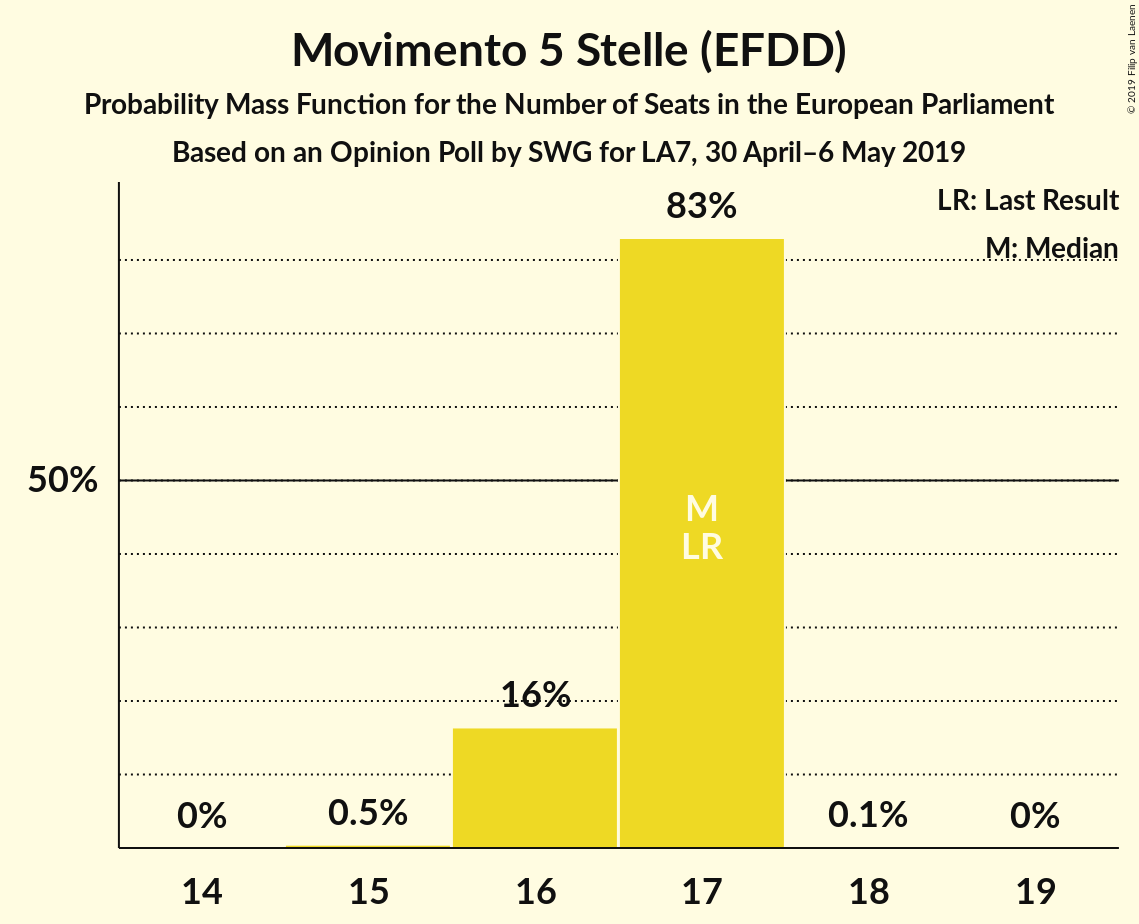 Movimento 5 Stelle (EFDD)
Probability Mass Function for the Number of Seats in the European Parliament
Based on an Opinion Poll by SWG for LA7, 30 April–6 May 2019
© 2019 Filip van Laenen
LR: Last Result
M: Median
83%
50%
M
LR
16%
0%
0.5%
0.1%
0%
14
15
16
17
18
19